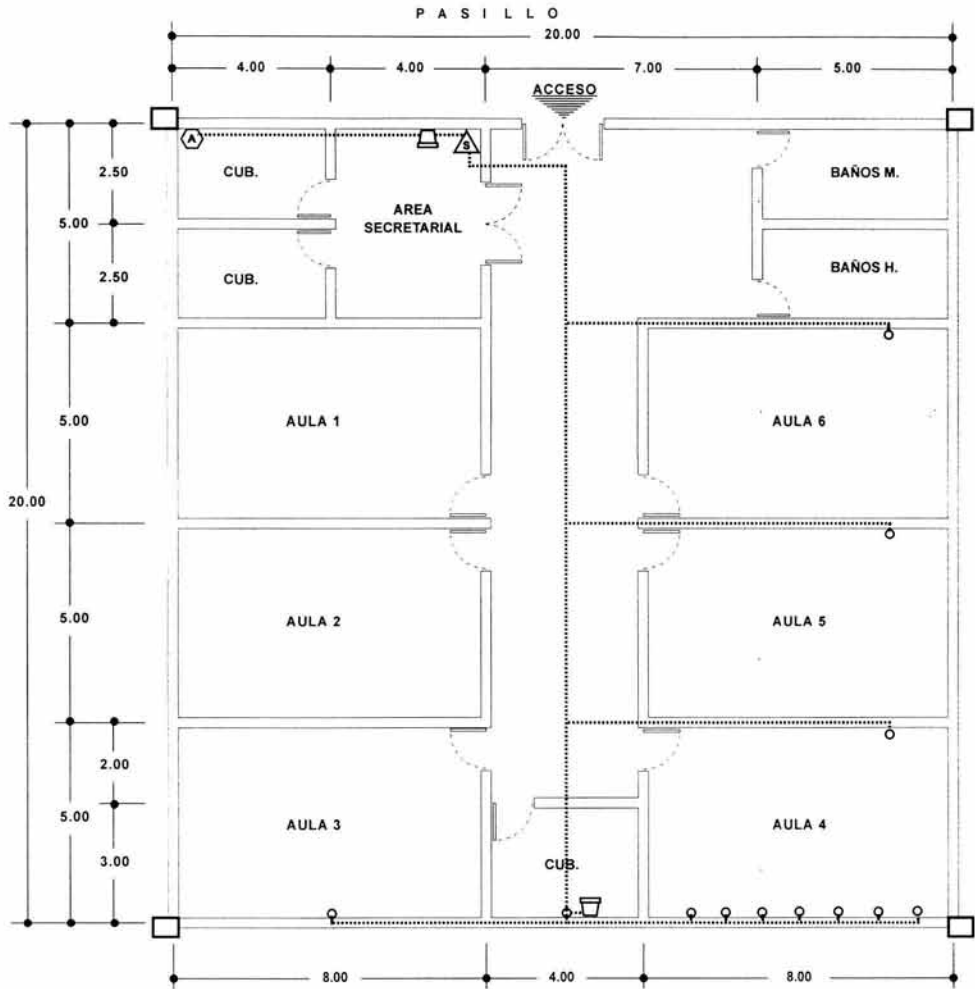 PASILLO
20.00
4.00 4.00 7.00 5.00
ACCESO
A
S
2.50
CUB.
BAÑOS M.
5.00
AREA
SECRETARIAL
2.50
CUB.
BAÑOS H.
5.00
AULA 1
AULA 6
20.00
5.00
AULA 2
AULA 5
2.00
5.00
AULA 3
AULA 4
3.00
CUB.
8.00 4.00 8.00